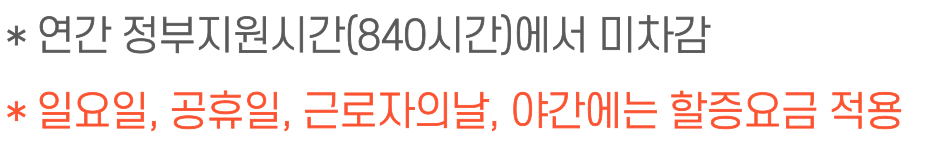 * 연간 정부지원시간(840시간)에서 미차감
* 일요일, 공휴일, 근로자의날, 야간에는 할증요금 적용